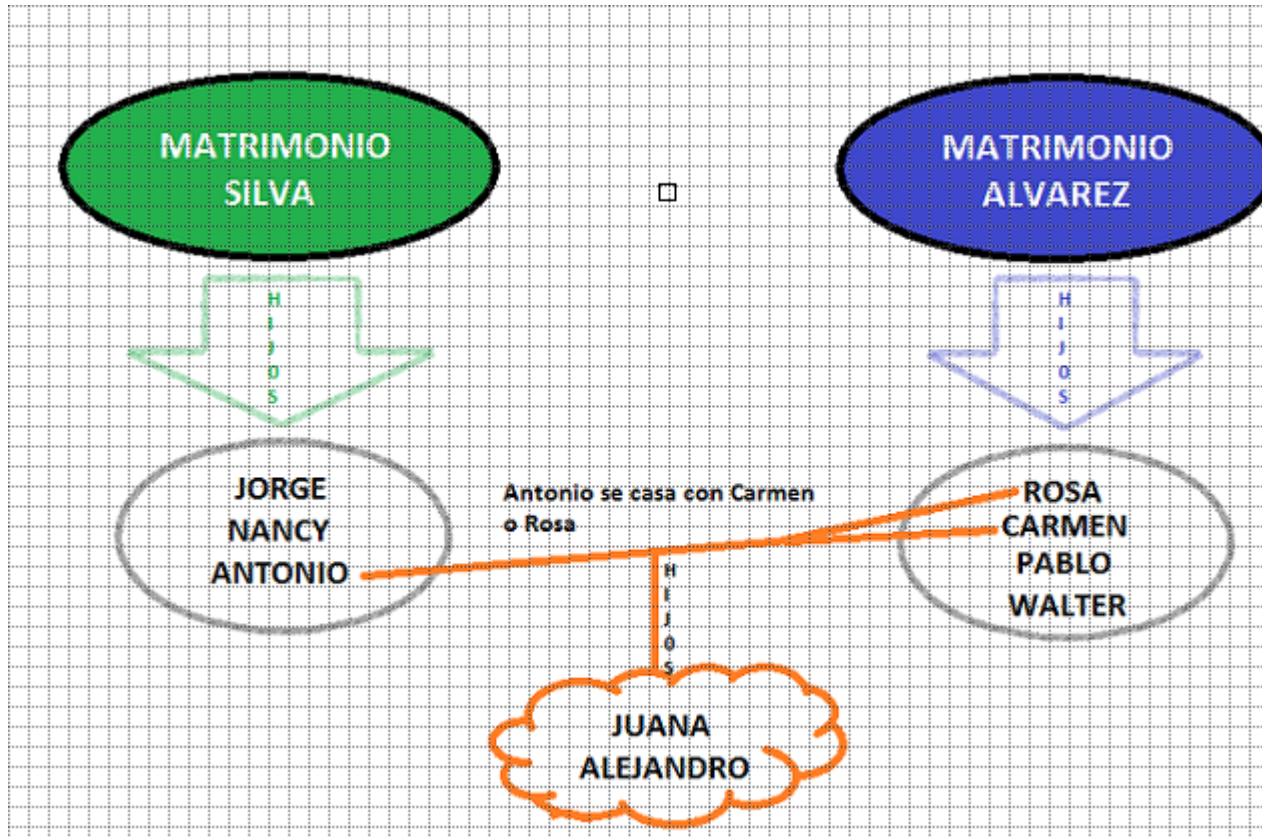 MATRIMONIO
SILVA
MATRIMONIO
ALVAREZ
HIJOS
HIJOS
JORGE
NANCY
ANTONIO
Antonio se casa con Carmen
o Rosa
ROSA
CARMEN
PABLO
WALTER
HIJOS
JUANA
ALEJANDRO